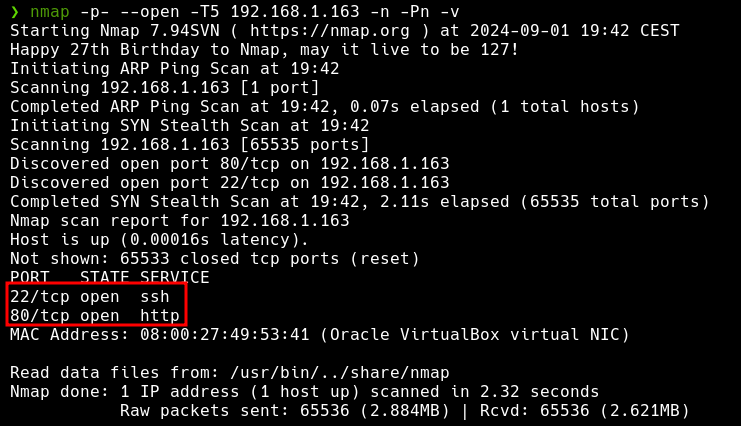 ❯ nmap -p- --open -T5 192.168.1.163 -n -Pn -v
Starting Nmap 7.94SVN ( https://nmap.org ) at 2024-09-01 19:42 CEST
Happy 27th Birthday to Nmap, may it live to be 127!
Initiating ARP Ping Scan at 19:42
Scanning 192.168.1.163 [1 port]
Completed ARP Ping Scan at 19:42, 0.07s elapsed (1 total hosts)
Initiating SYN Stealth Scan at 19:42
Scanning 192.168.1.163 [65535 ports]
Discovered open port 80/tcp on 192.168.1.163
Discovered open port 22/tcp on 192.168.1.163
Completed SYN Stealth Scan at 19:42, 2.11s elapsed (65535 total ports)
Nmap scan report for 192.168.1.163
Host is up (0.00016s latency).
Not shown: 65533 closed tcp ports (reset)
PORT   STATE SERVICE
22/tcp open  ssh
80/tcp open  http
MAC Address: 08:00:27:49:53:41 (Oracle VirtualBox virtual NIC)

Read data files from: /usr/bin/../share/nmap
Nmap done: 1 IP address (1 host up) scanned in 2.32 seconds
           Raw packets sent: 65536 (2.884MB) | Rcvd: 65536 (2.621MB)